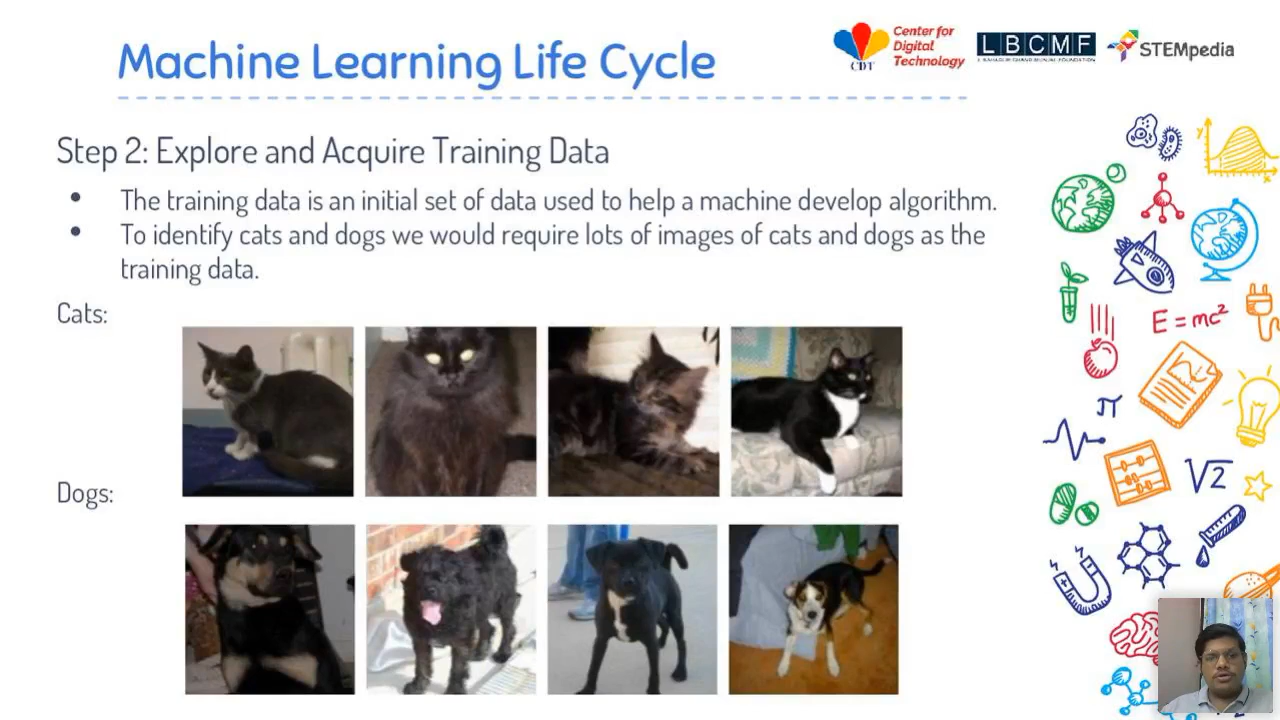 Machine Learning Life Cycle
CDT
Center for
Digital
Technology
LBCMF
STEMpedia
Step 2: Explore and Acquire Training Data
• The training data is an initial set of data used to help a machine develop algorithm.
• To identify cats and dogs we would require lots of images of cats and dogs as the
training data.
Cats:
Dogs:
y
x
E=mc²
π
√2